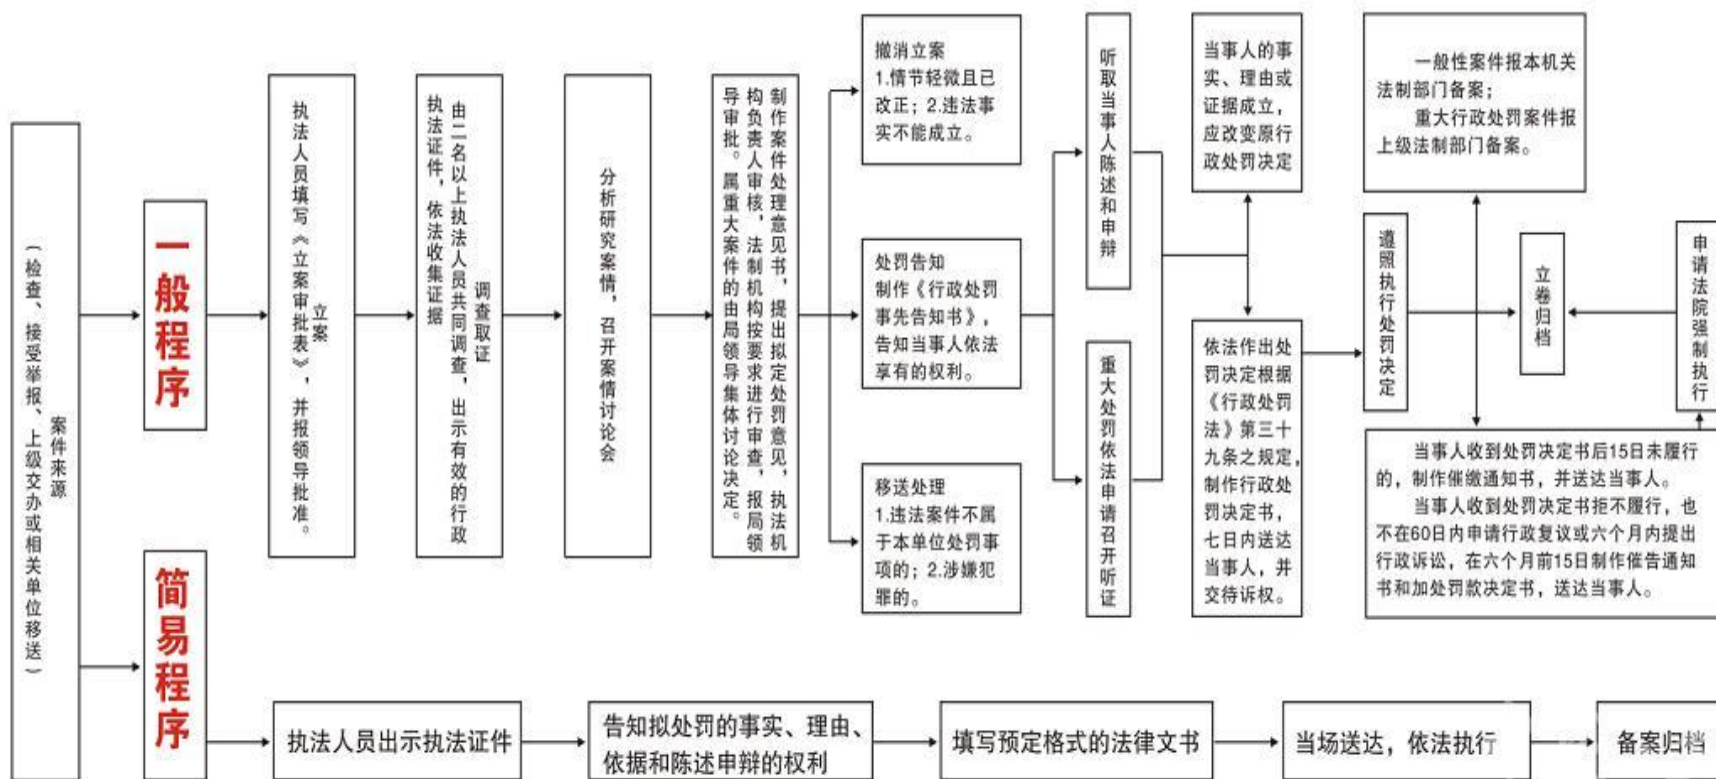 案件来源
（检查、接受举报、上级交办或相关单位移送）
一般程序
立案
执法人员填写《立案审批表》，并报领导批准。
调查取证
由二名以上执法人员共同调查，出示有效的行政
执法证件，依法收集证据
分析研究案情，召开案情讨论会
制作案件处理意见书，提出拟定处罚意见，执法机
构负责人审核，法制机构按要求进行审查，报局领
导审批。属重大案件的由局领导集体讨论决定。
撤消立案
1.情节轻微且已
改正；2.违法事
实不能成立。
处罚告知
制作《行政处罚
事先告知书》，
告知当事人依法
享有的权利。
移送处理
1.违法案件不属
于本单位处罚事
项的；2.涉嫌犯
罪的。
听取当事人陈述和申辩
重大处罚依法申请召开听证
当事人的事
实、理由或
证据成立，
应改变原行
政处罚决定
依法作出处
罚决定根据
《行政处罚
法》第三十
九条之规定，
制作行政处
罚决定书，
七日内送达
当事人，并
交待诉权。
一般性案件报本机关
法制部门备案；
重大行政处罚案件报
上级法制部门备案。
遵照执行处罚决定
立卷归档
申请法院强制执行
当事人收到处罚决定书后15日未履行
的，制作催缴通知书，并送达当事人。
当事人收到处罚决定书拒不履行，也
不在60日内申请行政复议或六个月内提出
行政诉讼，在六个月前15日制作催告通知
书和加处罚款决定书，送达当事人。
简易程序
执法人员出示执法证件
告知拟处罚的事实、理由、
依据和陈述申辩的权利
填写预定格式的法律文书
当场送达，依法执行
备案归档